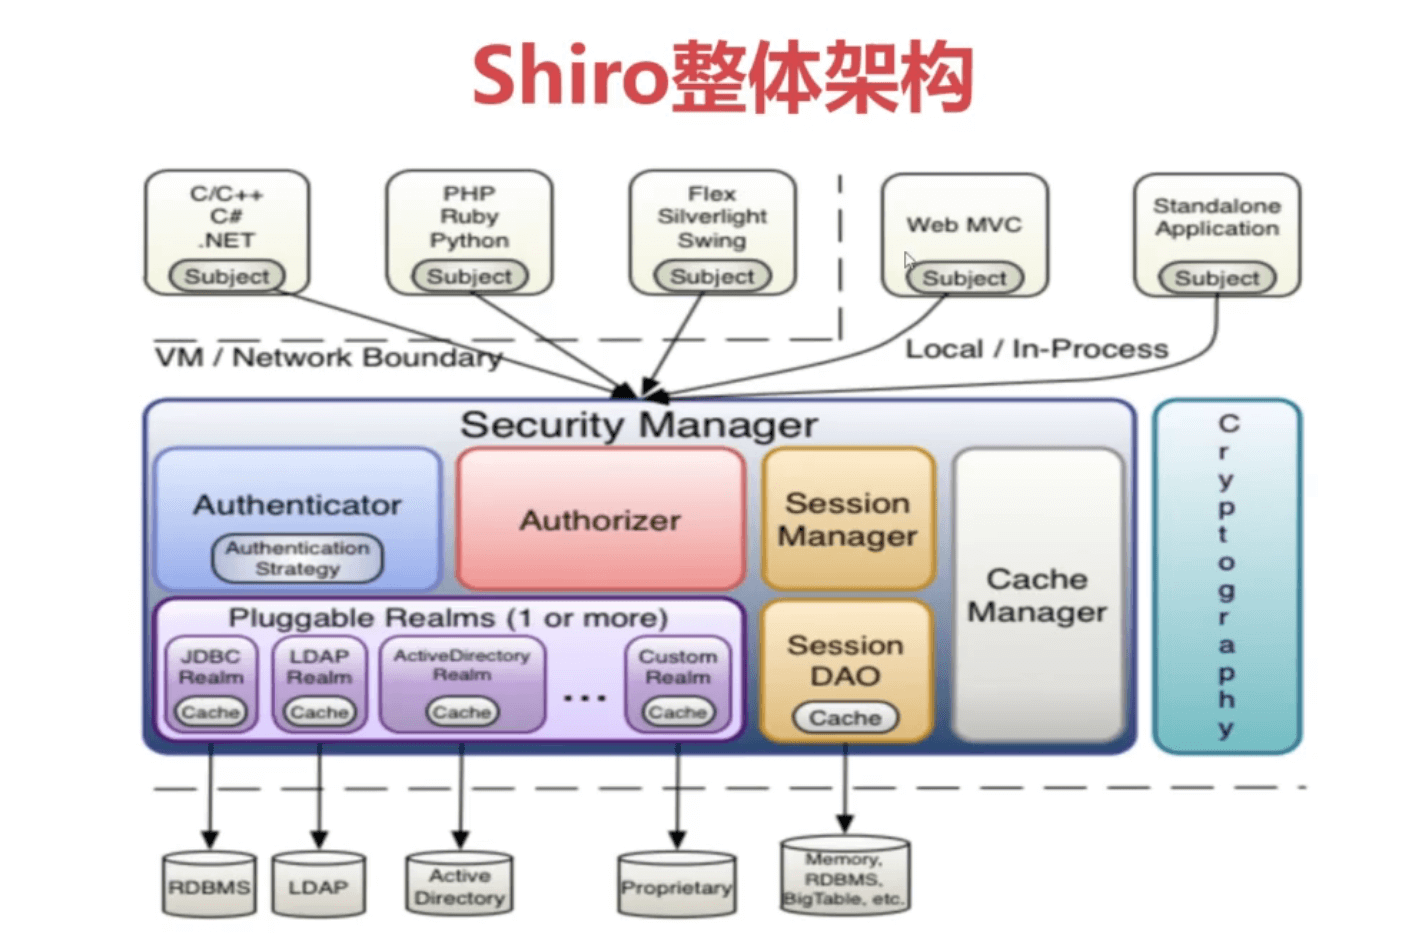 Shiro整体架构
C/C++
C#
.NET
Subject
PHP
Ruby
Python
Subject
Flex
Silverlight
Swing
Subject
Web MVC
Subject
Standalone
Application
Subject
VM / Network Boundary
Local / In-Process
Security Manager
Authenticator
Authentication
Strategy
Authorizer
Session
Manager
Cache
Manager
Cryptography
Pluggable Realms (1 or more)
JDBC
Realm
Cache
LDAP
Realm
Cache
ActiveDirectory
Realm
Cache
...
Custom
Realm
Cache
Session
DAO
Cache
RDBMS
LDAP
Active
Directory
Proprietary
Memory,
RDBMS,
BigTable, etc.